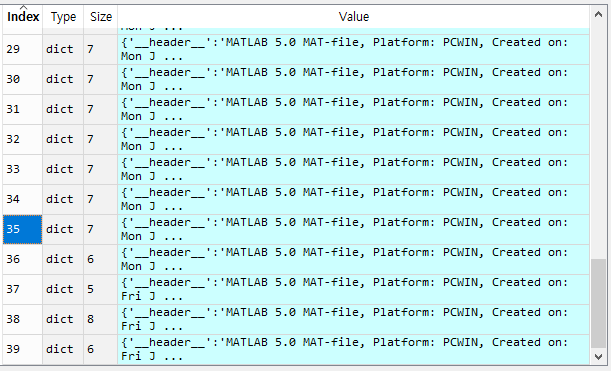 Index Type Size Value
Mon J ...
29 dict 7 {'__header__':'MATLAB 5.0 MAT-file, Platform: PCWIN, Created on:
Mon J ...
30 dict 7 {'__header__':'MATLAB 5.0 MAT-file, Platform: PCWIN, Created on:
Mon J ...
31 dict 7 {'__header__':'MATLAB 5.0 MAT-file, Platform: PCWIN, Created on:
Mon J ...
32 dict 7 {'__header__':'MATLAB 5.0 MAT-file, Platform: PCWIN, Created on:
Mon J ...
33 dict 7 {'__header__':'MATLAB 5.0 MAT-file, Platform: PCWIN, Created on:
Mon J ...
34 dict 7 {'__header__':'MATLAB 5.0 MAT-file, Platform: PCWIN, Created on:
Mon J ...
35 dict 7 {'__header__':'MATLAB 5.0 MAT-file, Platform: PCWIN, Created on:
Mon J ...
36 dict 6 {'__header__':'MATLAB 5.0 MAT-file, Platform: PCWIN, Created on:
Mon J ...
37 dict 5 {'__header__':'MATLAB 5.0 MAT-file, Platform: PCWIN, Created on:
Fri J ...
38 dict 8 {'__header__':'MATLAB 5.0 MAT-file, Platform: PCWIN, Created on:
Fri J ...
39 dict 6 {'__header__':'MATLAB 5.0 MAT-file, Platform: PCWIN, Created on:
Fri J ...